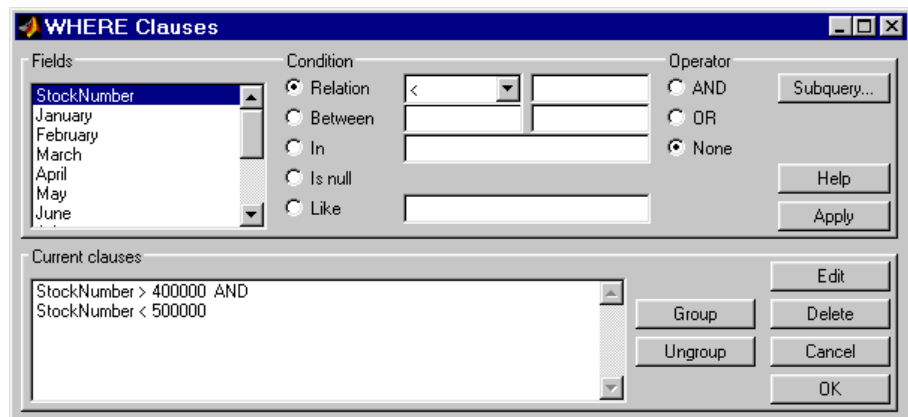 WHERE Clauses
Fields
StockNumber
January
February
March
April
May
June
Condition
Relation <
Between
In
Is null
Like
Operator
AND
OR
None
Subquery...
Help
Apply
Current clauses
StockNumber > 400000 AND
StockNumber < 500000
Group
Ungroup
Edit
Delete
Cancel
OK